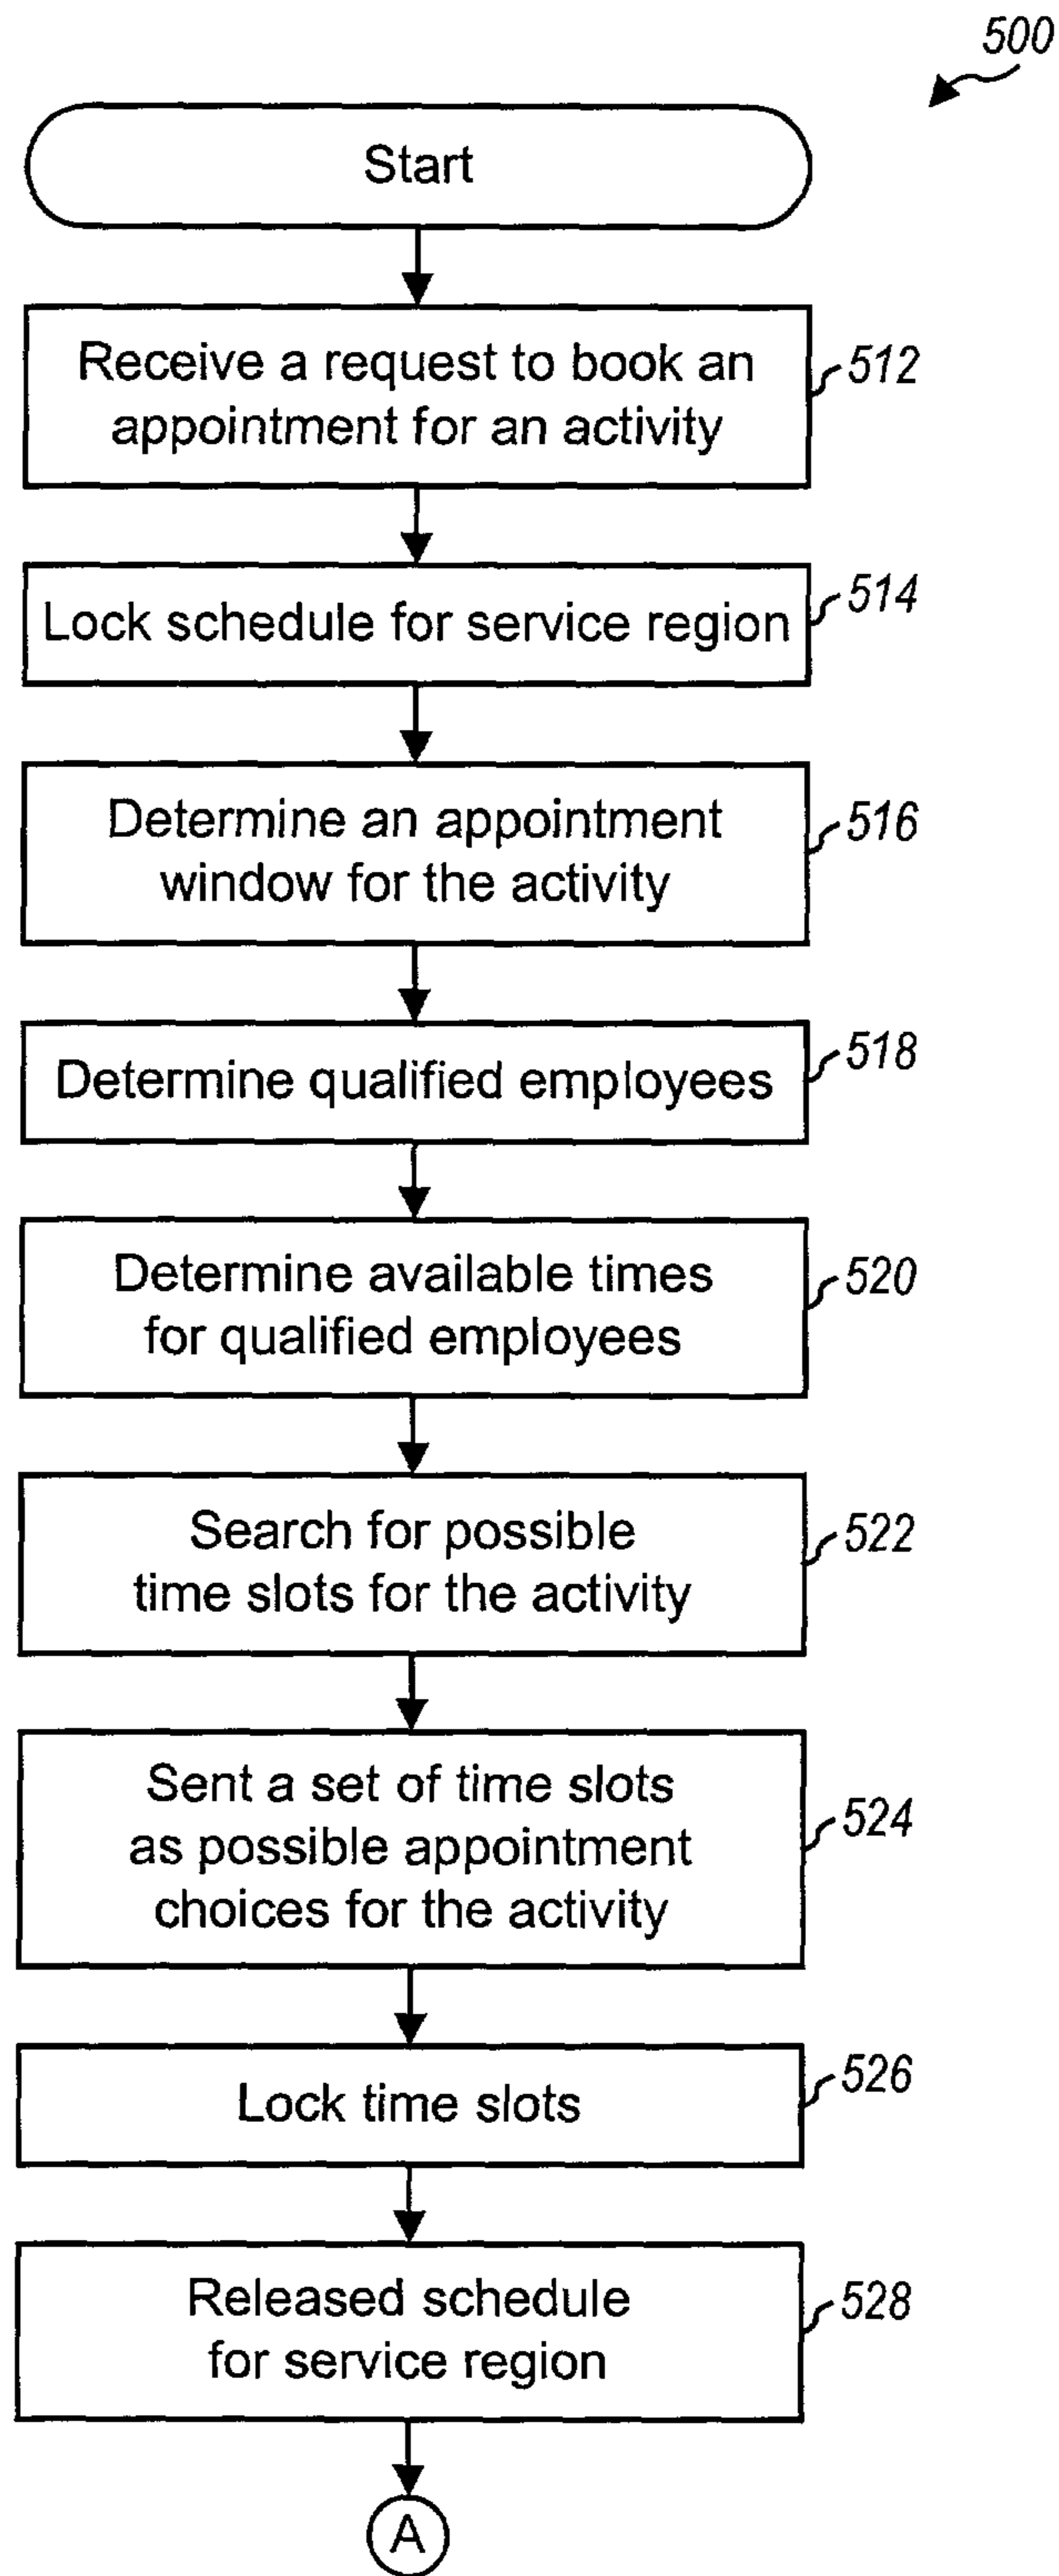 500
Start
Receive a request to book an
appointment for an activity
512
Lock schedule for service region
514
Determine an appointment
window for the activity
516
Determine qualified employees
518
Determine available times
for qualified employees
520
Search for possible
time slots for the activity
522
Sent a set of time slots
as possible appointment
choices for the activity
524
Lock time slots
526
Released schedule
for service region
528
A